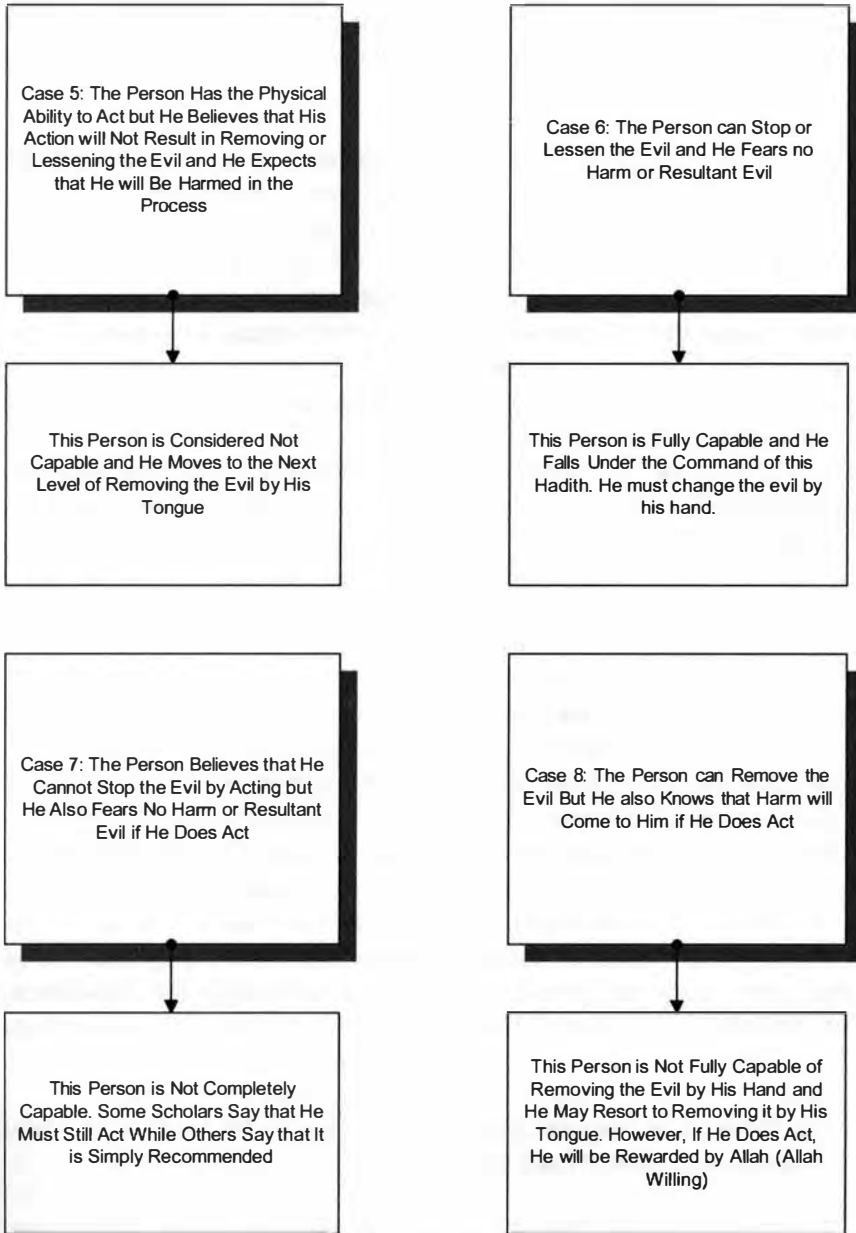 Case 5: The Person Has the Physical
Ability to Act but He Believes that His
Action will Not Result in Removing or
Lessening the Evil and He Expects
that He will Be Harmed in the
Process
This Person is Considered Not
Capable and He Moves to the Next
Level of Removing the Evil by His
Tongue
Case 6: The Person can Stop or
Lessen the Evil and He Fears no
Harm or Resultant Evil
This Person is Fully Capable and He
Falls Under the Command of this
Hadith. He must change the evil by
his hand.
Case 7: The Person Believes that He
Cannot Stop the Evil by Acting but
He Also Fears No Harm or Resultant
Evil if He Does Act
This Person is Not Completely
Capable. Some Scholars Say that He
Must Still Act While Others Say that It
is Simply Recommended
Case 8: The Person can Remove the
Evil But He also Knows that Harm will
Come to Him if He Does Act
This Person is Not Fully Capable of
Removing the Evil by His Hand and
He May Resort to Removing it by His
Tongue. However, If He Does Act,
He will be Rewarded by Allah (Allah
Willing)